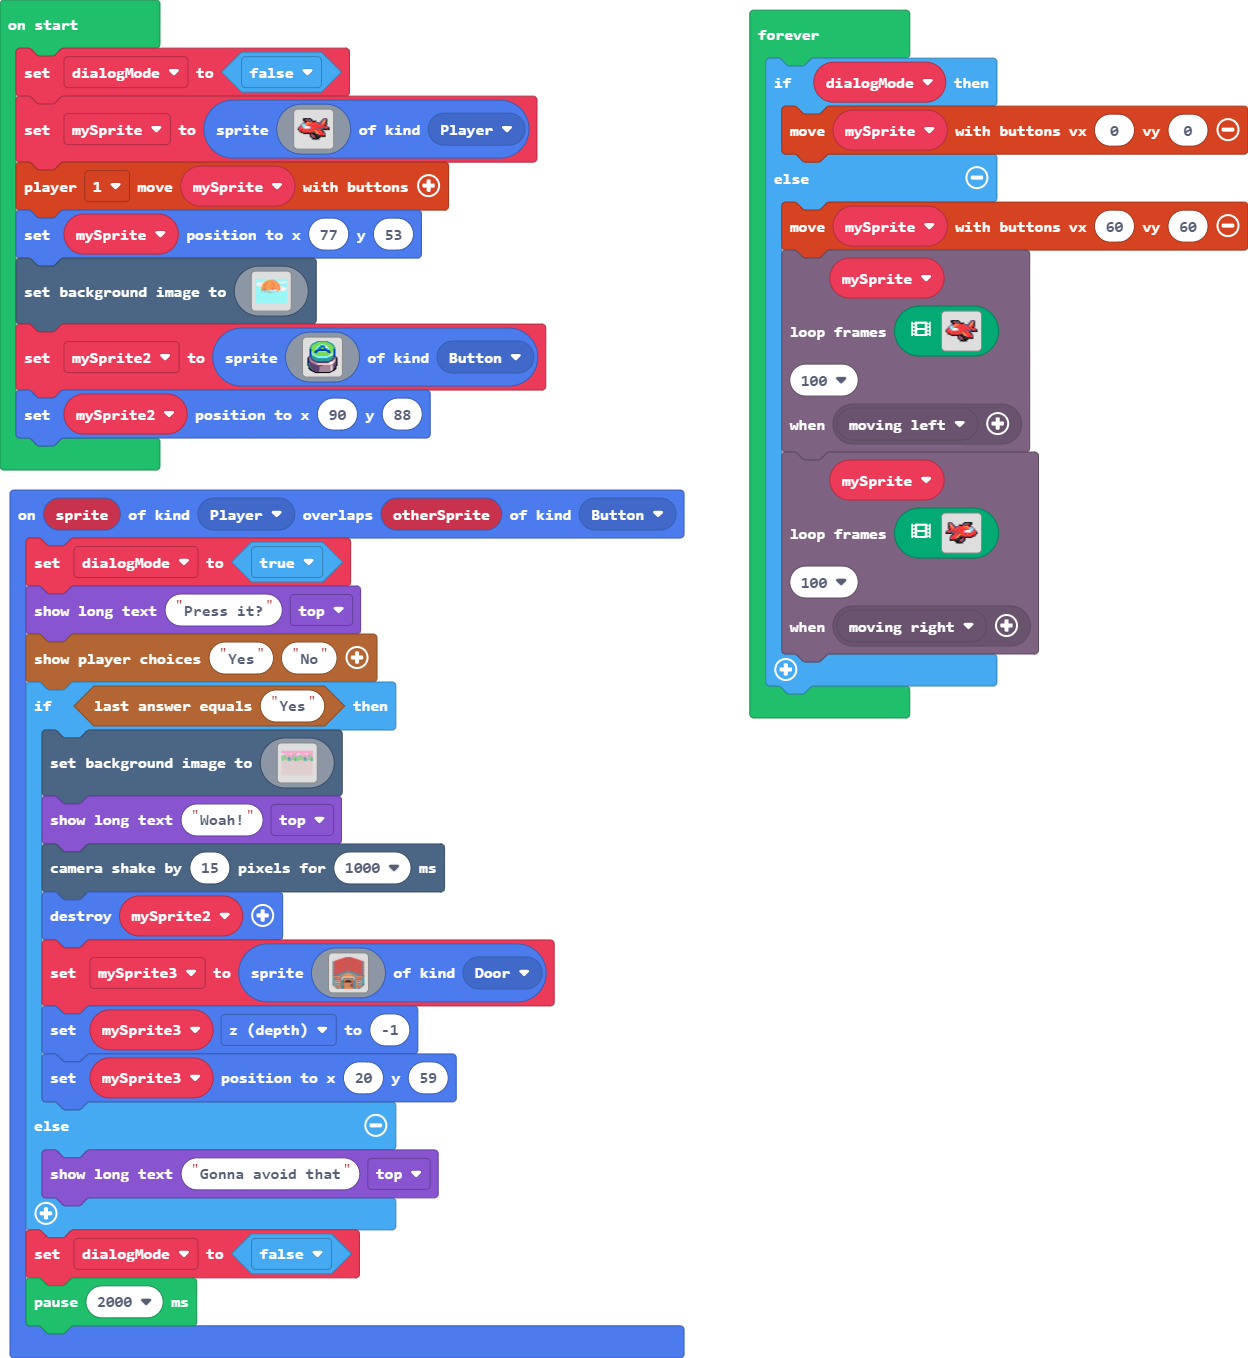 on start
set dialogMode to false
set mySprite to sprite of kind Player
player 1 move mySprite with buttons
set mySprite position to x 77 y 53
set background image to
set mySprite2 to sprite of kind Button
set mySprite2 position to x 90 y 88
on sprite of kind Player overlaps otherSprite of kind Button
set dialogMode to true
show long text "Press it?" top
show player choices "Yes" "No"
if last answer equals "Yes" then
set background image to
show long text "Woah!" top
camera shake by 15 pixels for 1000 ms
destroy mySprite2
set mySprite3 to sprite of kind Door
set mySprite3 z (depth) to -1
set mySprite3 position to x 20 y 59
else
show long text "Gonna avoid that" top
set dialogMode to false
pause 2000 ms
forever
if dialogMode then
move mySprite with buttons vx 0 vy 0
else
move mySprite with buttons vx 60 vy 60
mySprite
loop frames
100
when moving left
mySprite
loop frames
100
when moving right